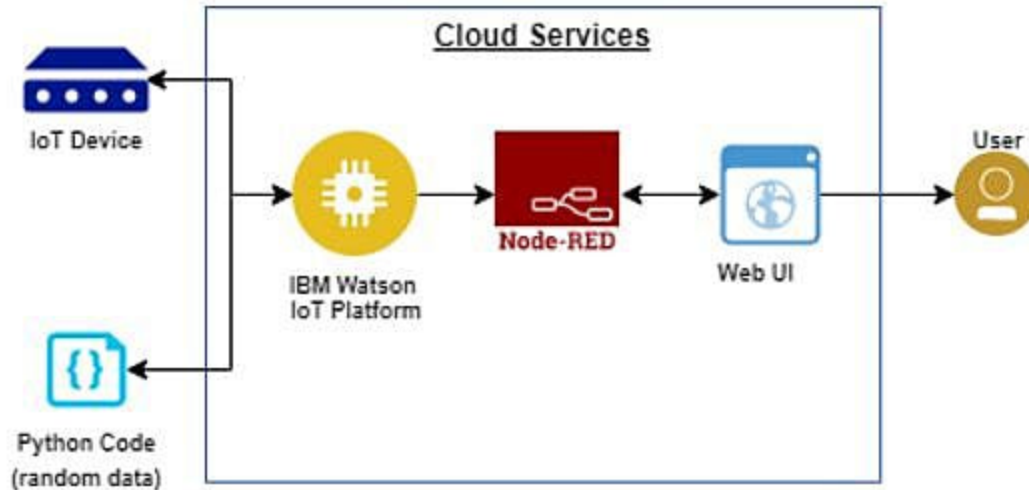 Cloud Services
IoT Device
User
Node-RED
IBM Watson
IoT Platform
Web UI
{}
Python Code
(random data)